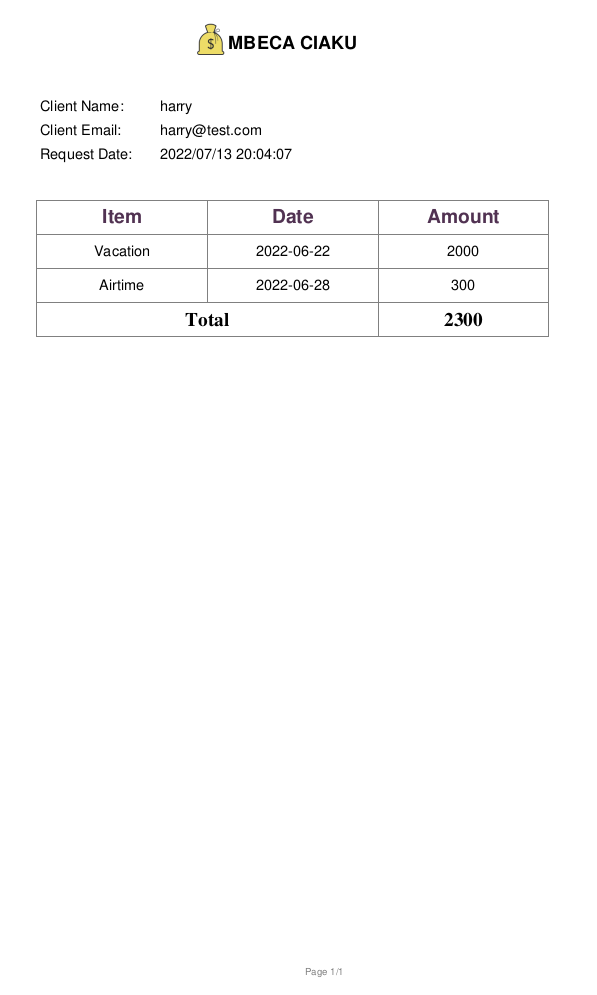 MBECA CIAKU
Client Name: harry
Client Email: harry@test.com
Request Date: 2022/07/13 20:04:07
Item Date Amount
Vacation 2022-06-22 2000
Airtime 2022-06-28 300
Total 2300
Page 1/1